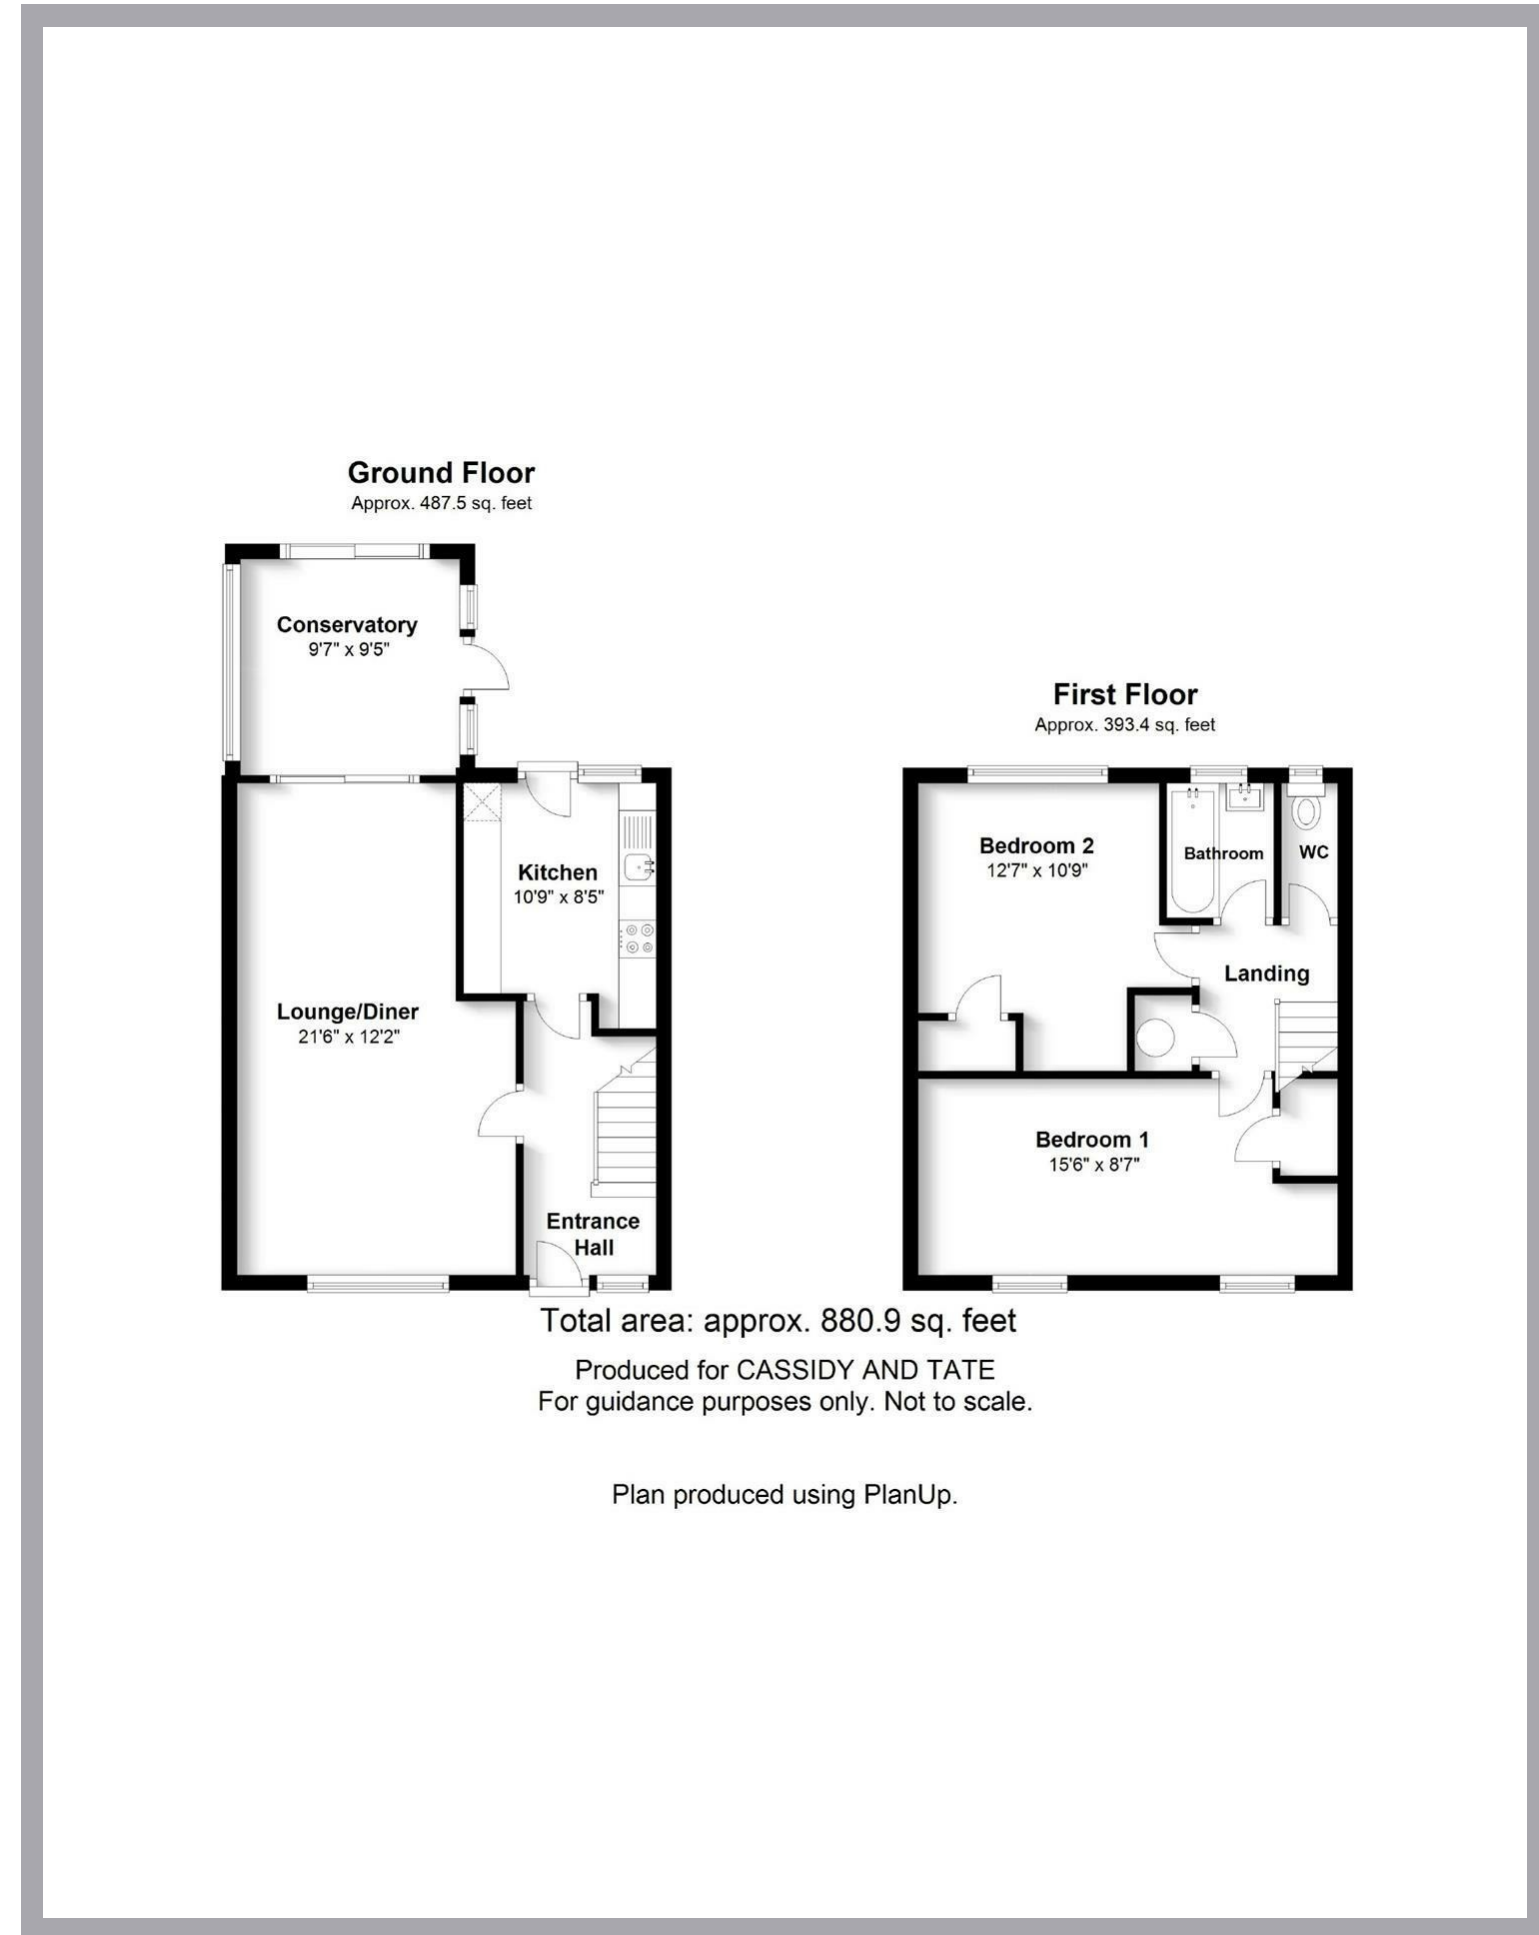 Ground Floor
Approx. 487.5 sq. feet
Conservatory
9'7" x 9'5"
Kitchen
10'9" x 8'5"
Lounge/Diner
21'6" x 12'2"
Entrance
Hall
First Floor
Approx. 393.4 sq. feet
Bedroom 2
12'7" x 10'9"
Bathroom
WC
Landing
Bedroom 1
15'6" x 8'7"
Total area: approx. 880.9 sq. feet
Produced for CASSIDY AND TATE
For guidance purposes only. Not to scale.
Plan produced using PlanUp.